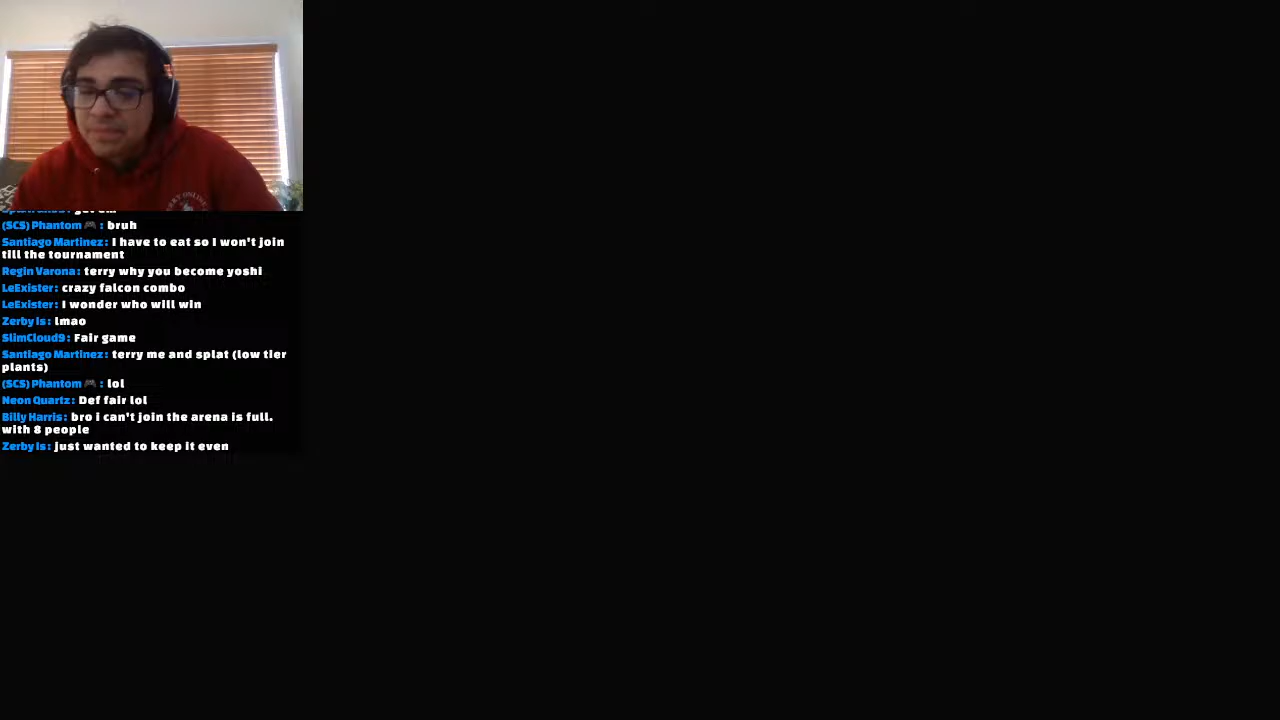 (SCS) Phantom 🎮 : bruh
Santiago Martinez: I have to eat so I won't join
till the tournament
Regin Varona: terry why you become yoshi
LeExister: crazy falcon combo
LeExister: I wonder who will win
Zerby Is: lmao
SlimCloud9: Fair game
Santiago Martinez: terry me and splat (low tier
plants)
(SCS) Phantom 🎮 : lol
Neon Quartz: Def fair lol
Billy Harris: bro i can't join the arena is full.
with 8 people
Zerby Is: just wanted to keep it even